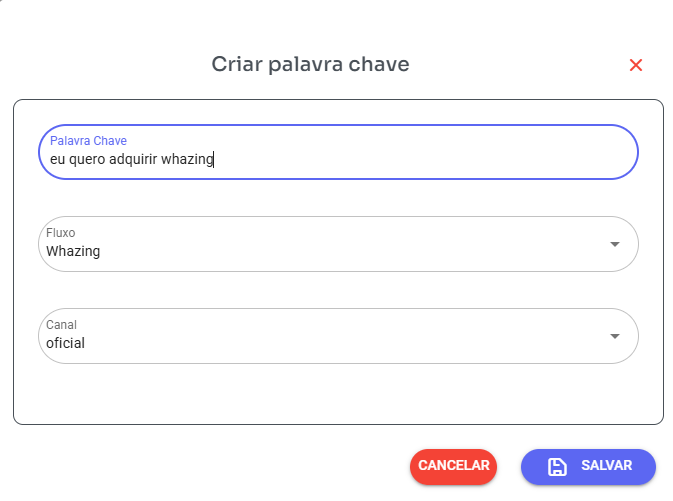 Criar palavra chave
Palavra Chave
eu quero adquirir whazing
Fluxo
Whazing
Canal
oficial
CANCELAR
SALVAR